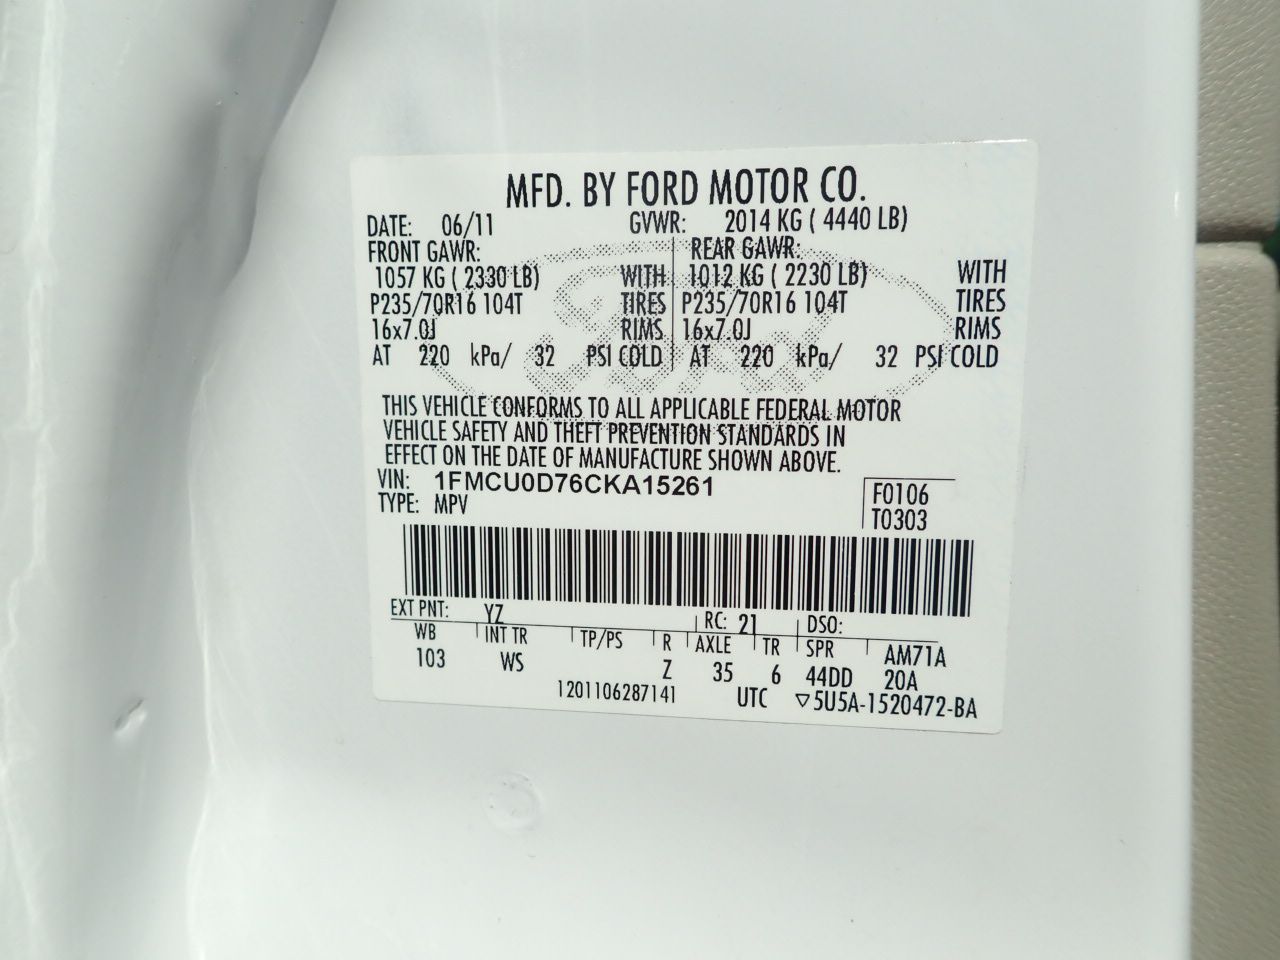 MFD. BY FORD MOTOR CO.
DATE: 06/11 GVWR: 2014 KG ( 4440 LB)
FRONT GAWR: REAR GAWR:
1057 KG ( 2330 LB) WITH 1012 KG ( 2230 LB) WITH
P235/70R16 104T TIRES P235/70R16 104T TIRES
16x7.0J RIMS 16x7.0J RIMS
AT 220 kPa/ 32 PSI COLD AT 220 kPa/ 32 PSI COLD
THIS VEHICLE CONFORMS TO ALL APPLICABLE FEDERAL MOTOR
VEHICLE SAFETY AND THEFT PREVENTION STANDARDS IN
EFFECT ON THE DATE OF MANUFACTURE SHOWN ABOVE.
VIN: 1FMCU0D76CKA15261 F0106
TYPE: MPV T0303
EXT PNT: YZ RC: 21 DSO:
WB INT TR TP/PS R AXLE TR SPR AM71A
103 WS Z 35 6 44DD 20A
1201106287141 UTC ▽5U5A-1520472-BA